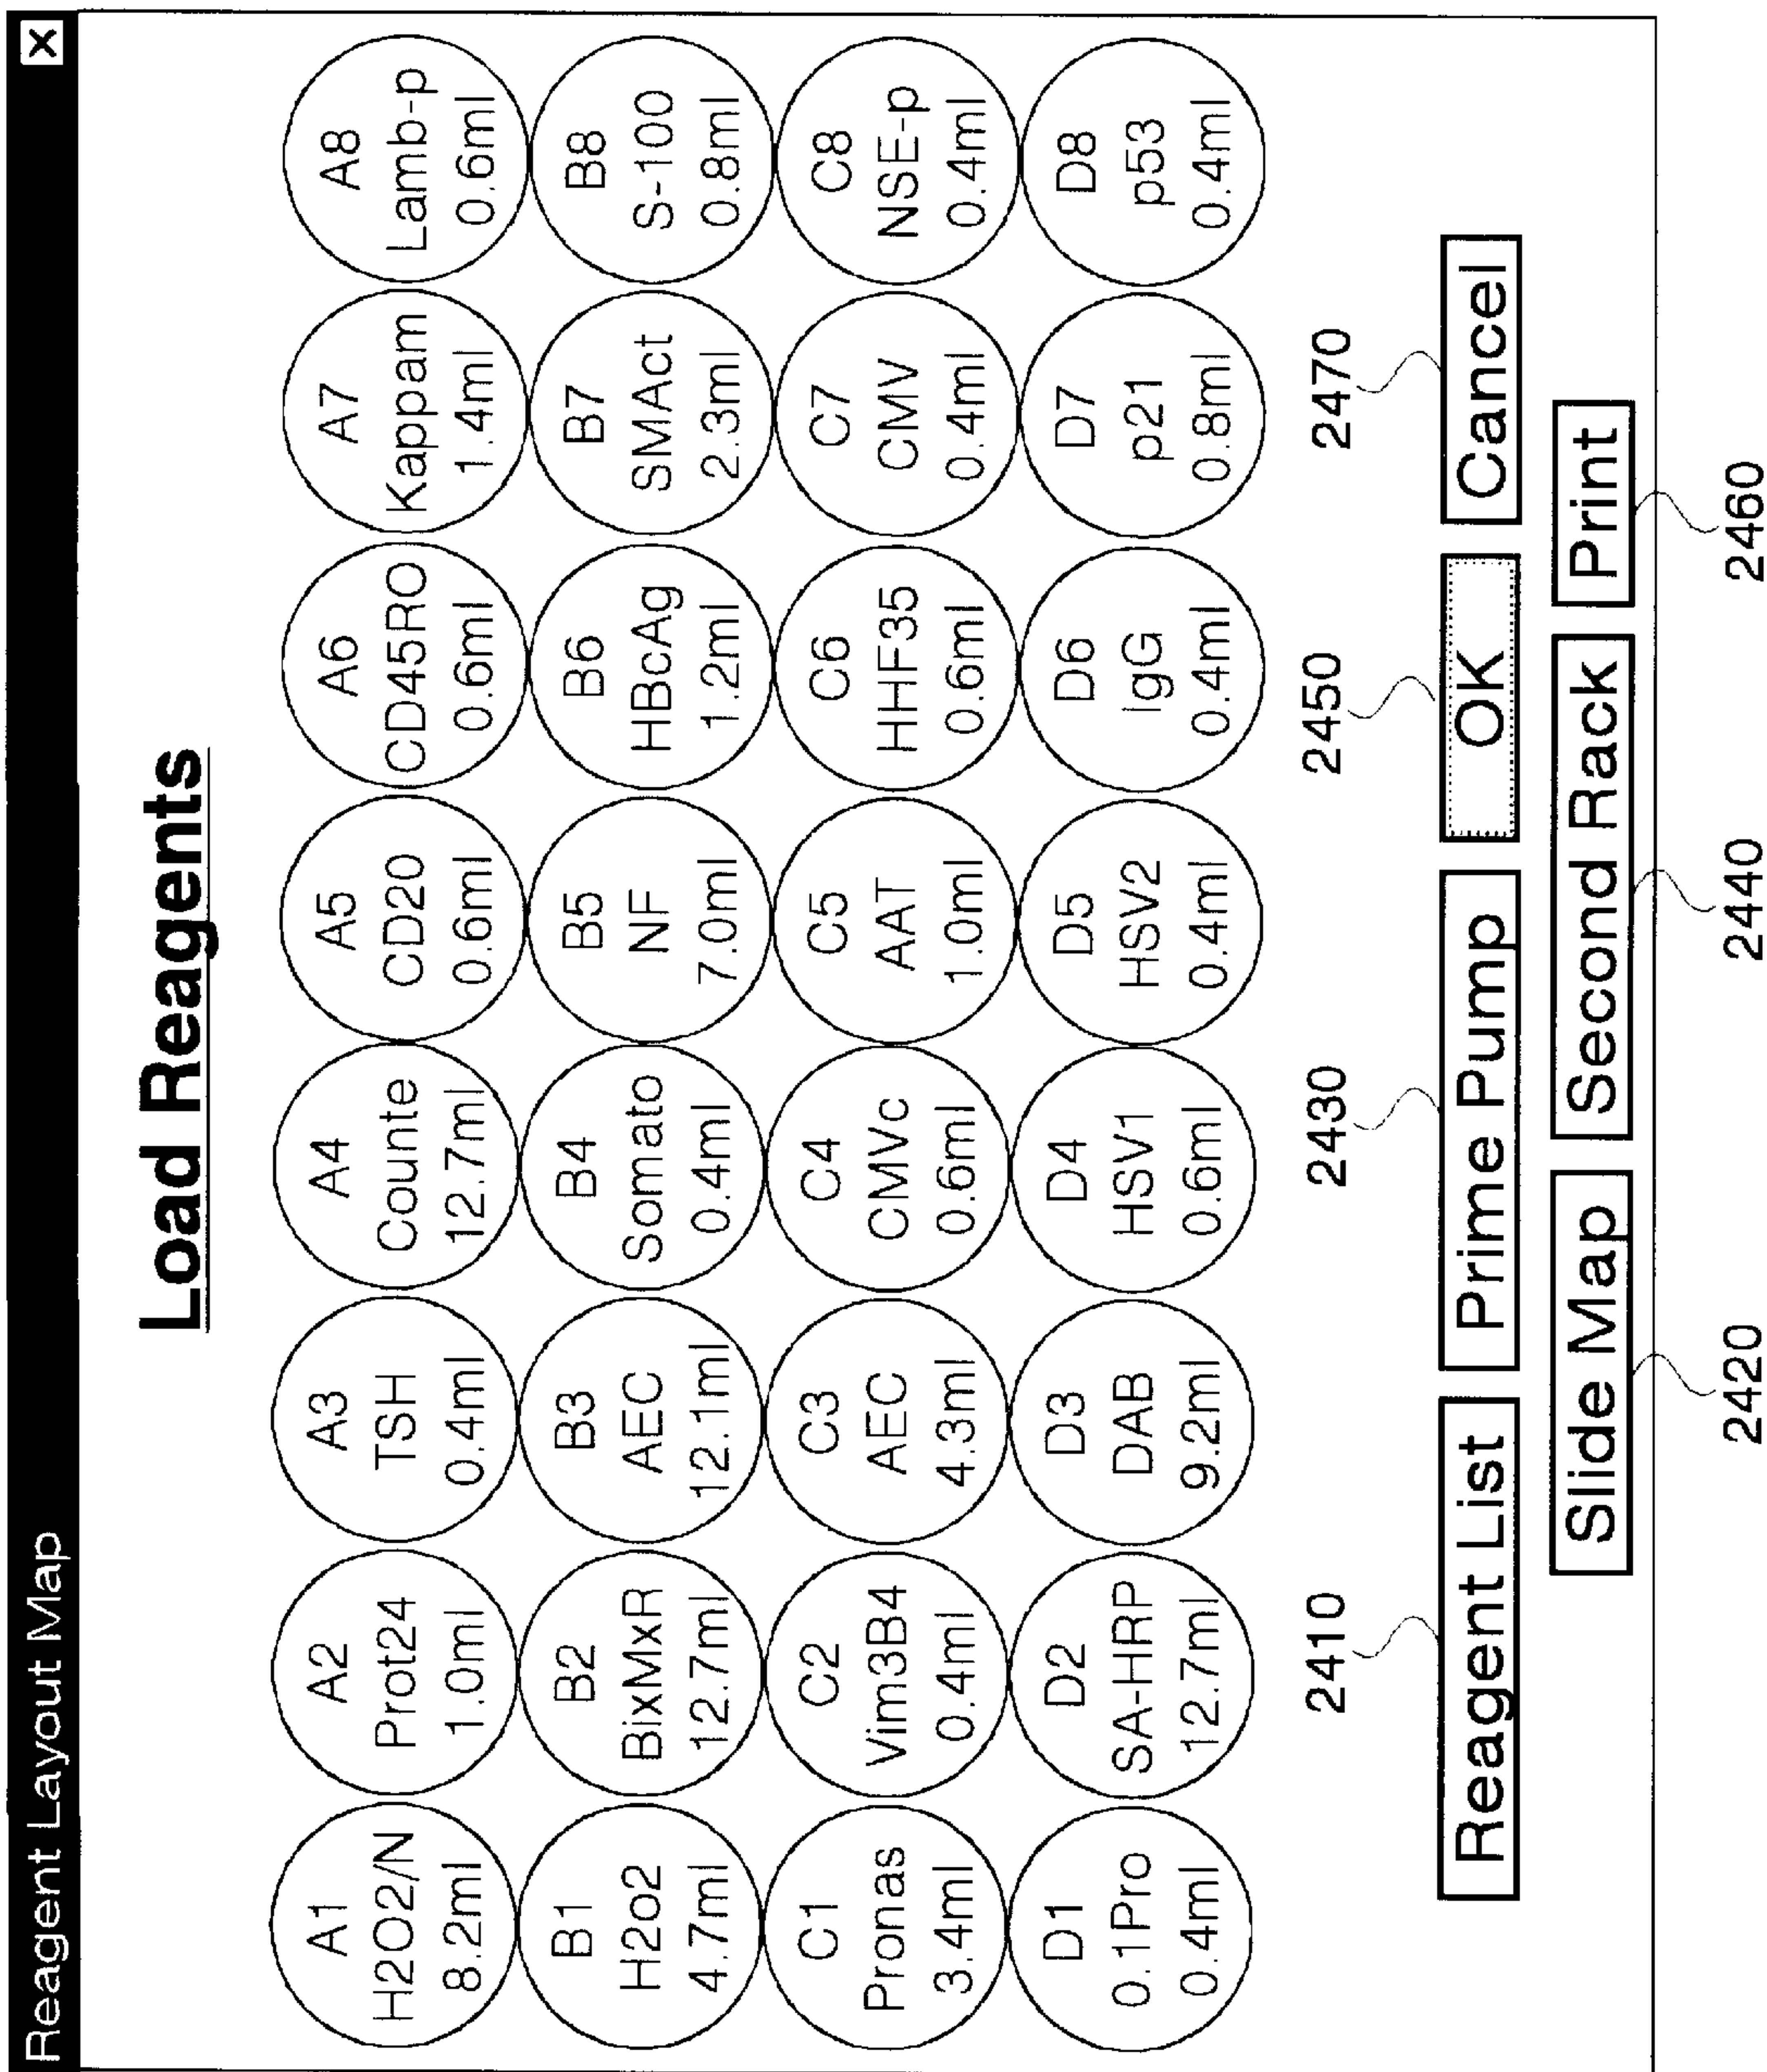 Reagent Layout Map
X
Load Reagents
A1
H2O2/N
8.2ml
A2
Prot24
1.0ml
A3
TSH
0.4ml
A4
Counte
12.7ml
A5
CD20
0.6ml
A6
CD45RO
0.6ml
A7
Kappam
1.4ml
A8
Lamb-p
0.6ml
B1
H2o2
4.7ml
B2
BixMxR
12.7ml
B3
AEC
12.1ml
B4
Somato
0.4ml
B5
NF
7.0ml
B6
HBcAg
1.2ml
B7
SMAct
2.3ml
B8
S-100
0.8ml
C1
Pronas
3.4ml
C2
Vim3B4
0.4ml
C3
AEC
4.3ml
C4
CMVc
0.6ml
C5
AAT
1.0ml
C6
HHF35
0.6ml
C7
CMV
0.4ml
C8
NSE-p
0.4ml
D1
0.1Pro
0.4ml
D2
SA-HRP
12.7ml
D3
DAB
9.2ml
D4
HSV1
0.6ml
D5
HSV2
0.4ml
D6
IgG
0.4ml
D7
p21
0.8ml
D8
p53
0.4ml
2410
2430
2450
2470
Reagent List
Prime Pump
OK
Cancel
Slide Map
Second Rack
Print
2420
2440
2460